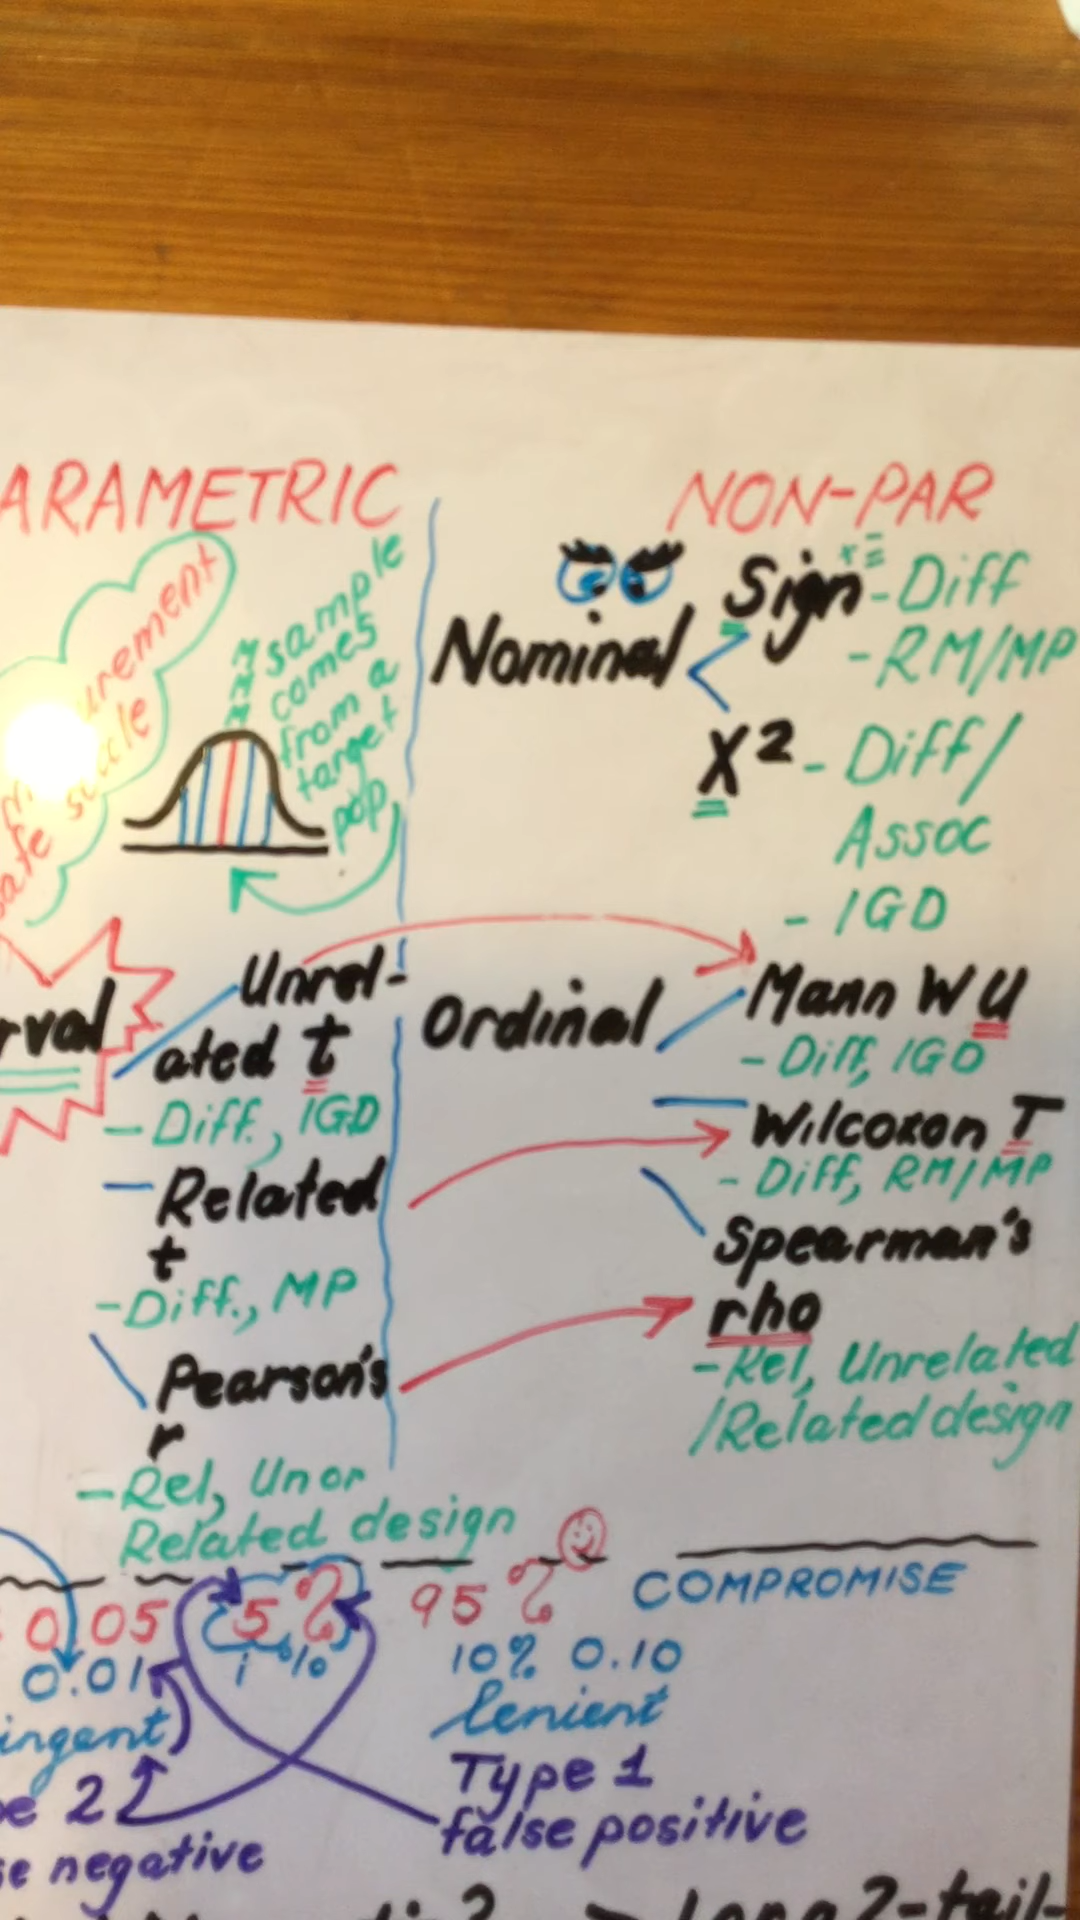 ARAMETRIC
urement
sample
comes
from a
target
pop
rval
Unrel-
ated t
- Diff., IGD
- Related
t
- Diff., MP
Pearson's
r
- Rel, Un or
Related design
NON-PAR
Nominal
Sign - Diff
- RM/MP
X² - Diff/
Assoc
- IGD
Ordinal
Mann W U
- Diff, IGD
Wilcoxon T
- Diff, RM/MP
Spearman's
rho
- Rel, Unrelated
/Related design
0.05 5% 95% COMPROMISE
0.01 1% 10% 0.10
ingent) lenient
e 2 Type 1
se negative false positive
2-tail-